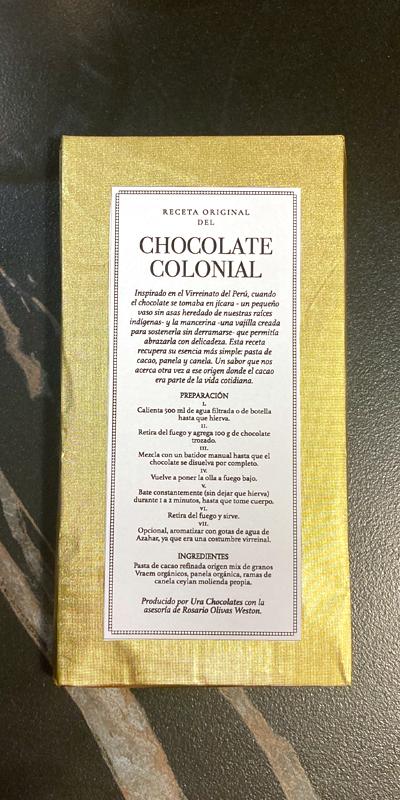 RECETA ORIGINAL
DEL
CHOCOLATE
COLONIAL
Inspirado en el Virreinato del Perú, cuando
el chocolate se tomaba en jícara - un pequeño
vaso sin asas heredado de nuestras raíces
indígenas- y la mancerina -una vajilla creada
para sostenerla sin derramarse- que permitía
abrazarla con delicadeza. Esta receta
recupera su esencia más simple: pasta de
cacao, panela y canela. Un sabor que nos
acerca otra vez a ese origen donde el cacao
era parte de la vida cotidiana.
PREPARACIÓN
I.
Calienta 500 ml de agua filtrada o de botella
hasta que hierva.
II.
Retira del fuego y agrega 100 g de chocolate
trozado.
III.
Mezcla con un batidor manual hasta que el
chocolate se disuelva por completo.
IV.
Vuelve a poner la olla a fuego bajo.
V.
Bate constantemente (sin dejar que hierva)
durante 1 a 2 minutos, hasta que tome cuerpo.
VI.
Retira del fuego y sirve.
VII.
Opcional, aromatizar con gotas de agua de
Azahar, ya que era una costumbre virreinal.
INGREDIENTES
Pasta de cacao refinada origen mix de granos
Vraem orgánicos, panela orgánica, ramas de
canela ceylan molienda propia.
Producido por Ura Chocolates con la
asesoría de Rosario Olivas Weston.